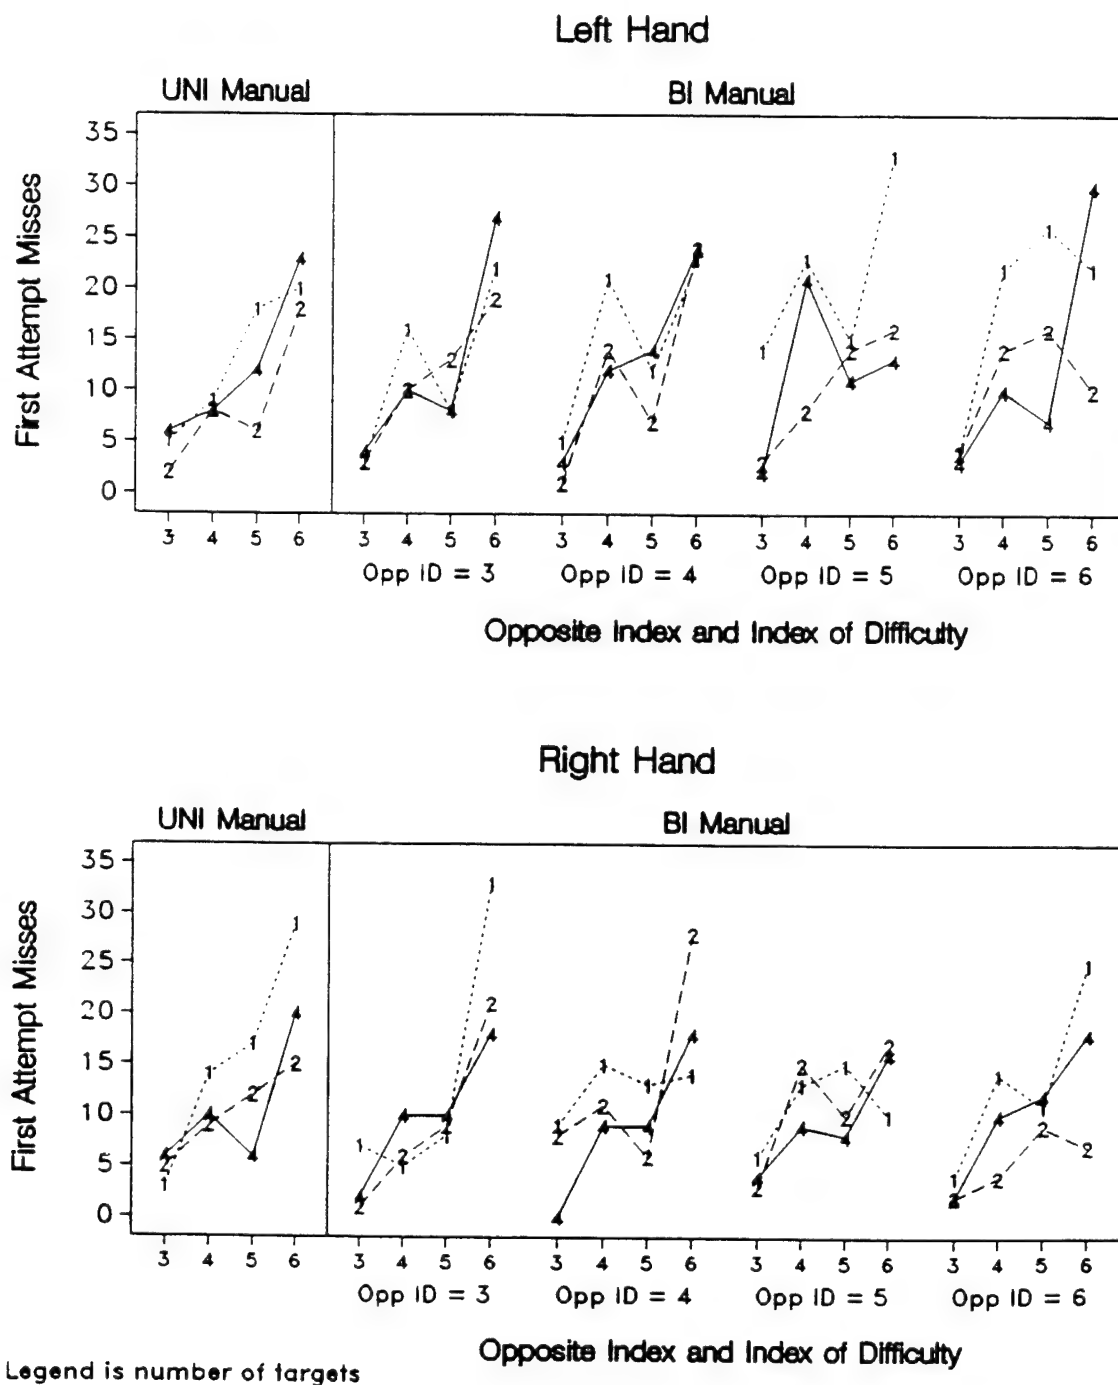 Left Hand
UNI Manual BI Manual
First Attempt Misses
35
30
25
20
15
10
5
0
3 4 5 6 3 4 5 6 3 4 5 6 3 4 5 6 3 4 5 6
Opp ID = 3 Opp ID = 4 Opp ID = 5 Opp ID = 6
Opposite Index and Index of Difficulty
Right Hand
UNI Manual BI Manual
First Attempt Misses
35
30
25
20
15
10
5
0
3 4 5 6 3 4 5 6 3 4 5 6 3 4 5 6 3 4 5 6
Opp ID = 3 Opp ID = 4 Opp ID = 5 Opp ID = 6
Opposite Index and Index of Difficulty
Legend is number of targets